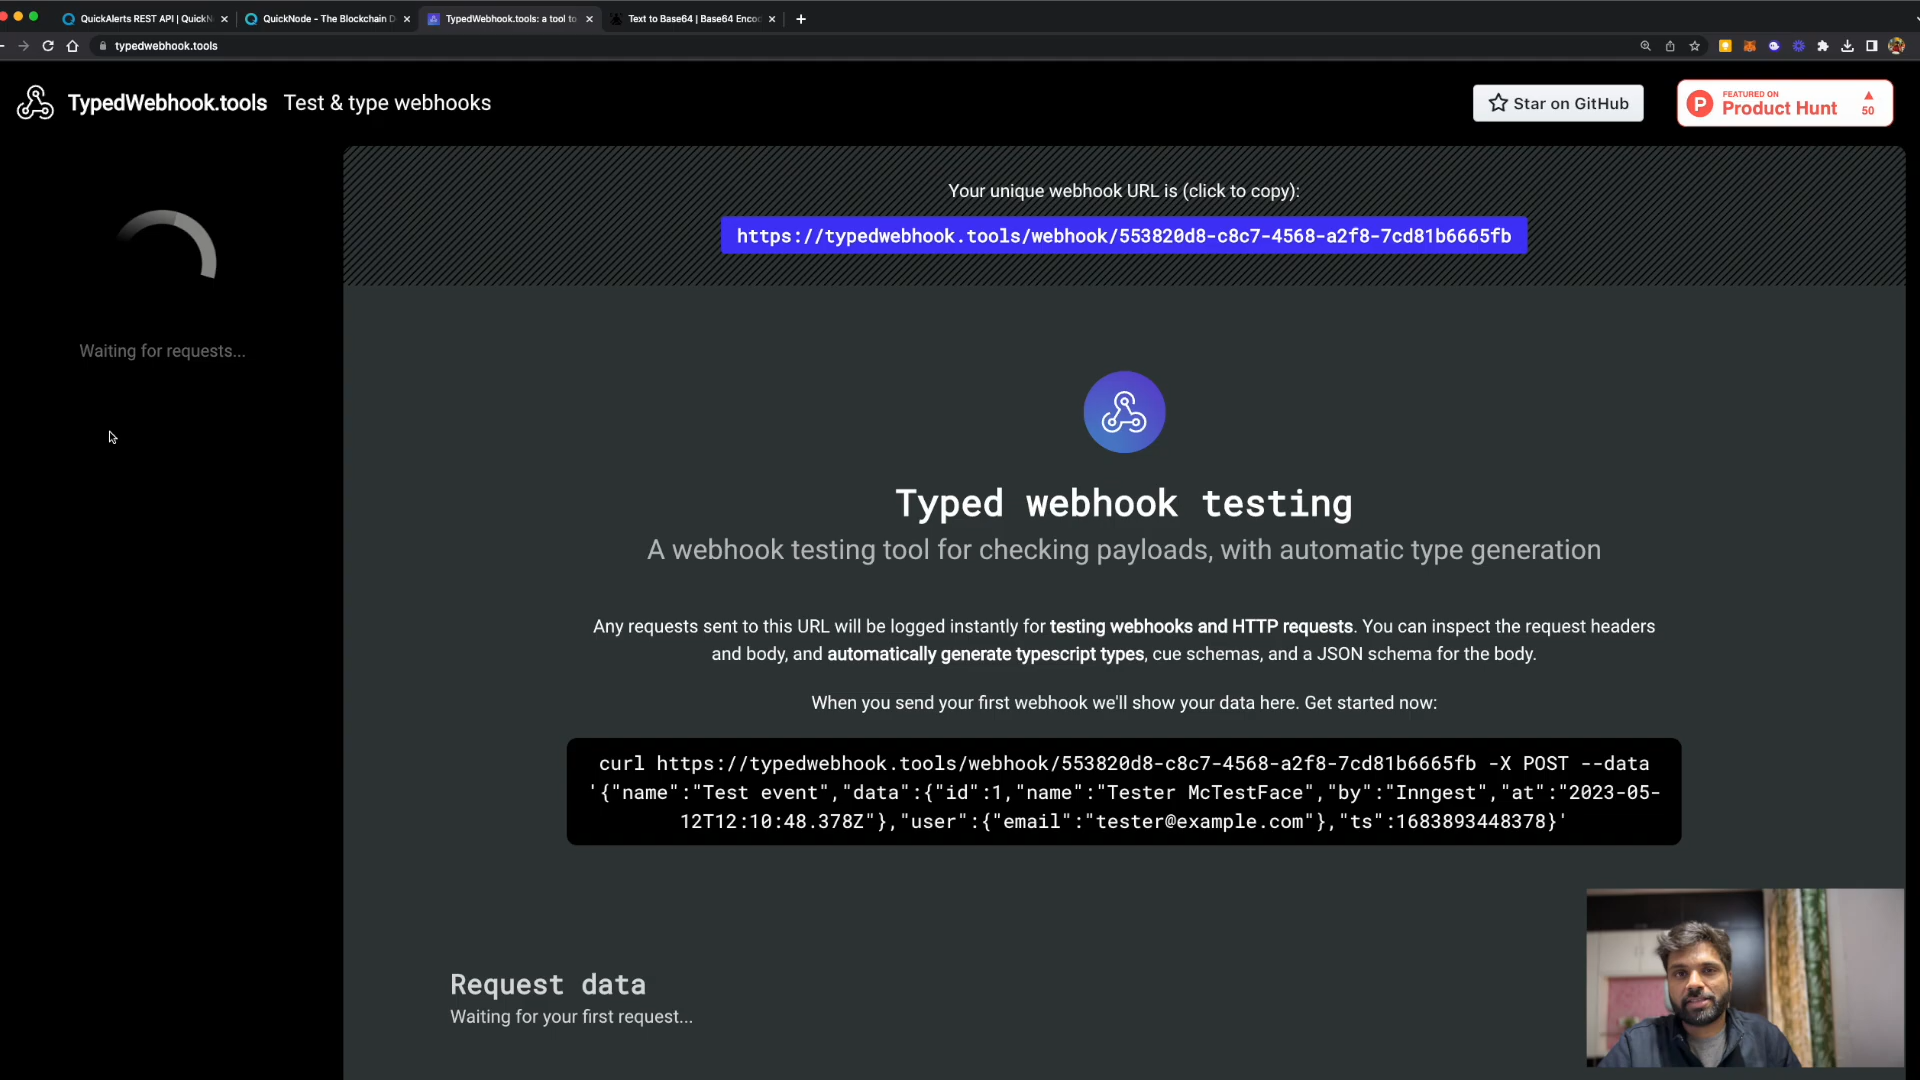 QuickAlerts REST API | QuickN
QuickNode - The Blockchain D
TypedWebhook.tools: a tool to
Text to Base64 | Base64 Enco
typedwebhook.tools
TypedWebhook.tools
Test & type webhooks
Star on GitHub
P
FEATURED ON
Product Hunt
50
Your unique webhook URL is (click to copy):
https://typedwebhook.tools/webhook/553820d8-c8c7-4568-a2f8-7cd81b6665fb
Waiting for requests...
Typed webhook testing
A webhook testing tool for checking payloads, with automatic type generation
Any requests sent to this URL will be logged instantly for testing webhooks and HTTP requests. You can inspect the request headers
and body, and automatically generate typescript types, cue schemas, and a JSON schema for the body.
When you send your first webhook we'll show your data here. Get started now:
curl https://typedwebhook.tools/webhook/553820d8-c8c7-4568-a2f8-7cd81b6665fb -X POST --data
'{"name":"Test event","data":{"id":1,"name":"Tester McTestFace","by":"Inngest","at":"2023-05-
12T12:10:48.378Z"},"user":{"email":"tester@example.com"},"ts":1683893448378}'
Request data
Waiting for your first request...